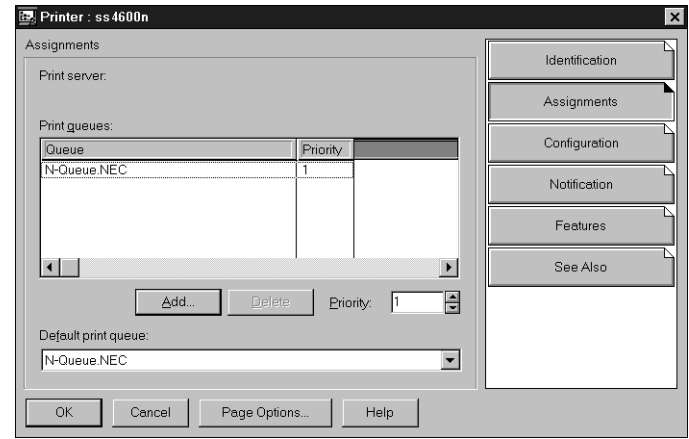 Printer : ss4600n
Assignments
Print server:
Print queues:
Queue Priority
N-Queue.NEC 1
Add... Delete Priority: 1
Default print queue:
N-Queue.NEC
OK Cancel Page Options... Help
Identification
Assignments
Configuration
Notification
Features
See Also